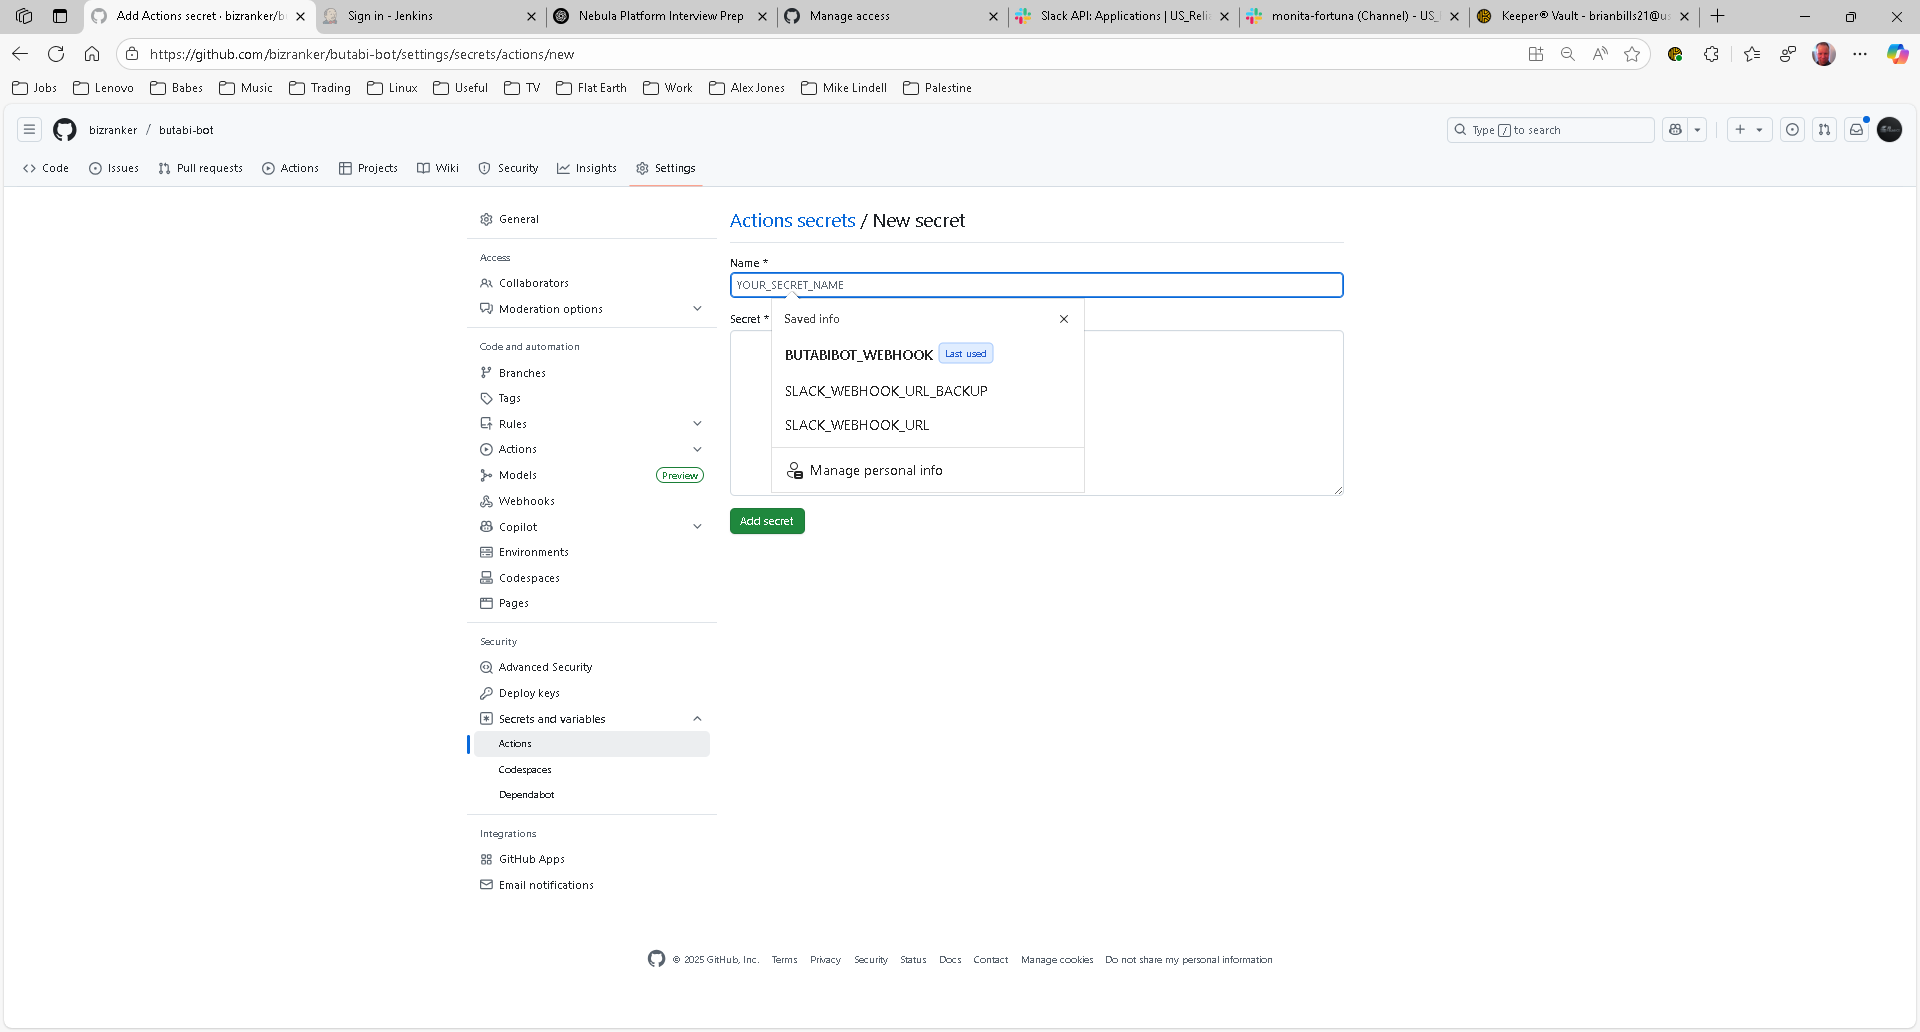 Add Actions secret · bizranker/b
Sign in - Jenkins
Nebula Platform Interview Prep
Manage access
Slack API: Applications | US_Reli
monita-fortuna (Channel) - US_
Keeper® Vault - brianbills21@u
https://github.com/bizranker/butabi-bot/settings/secrets/actions/new
Jobs
Lenovo
Babes
Music
Trading
Linux
Useful
TV
Flat Earth
Work
Alex Jones
Mike Lindell
Palestine
bizranker / butabi-bot
Type / to search
Code
Issues
Pull requests
Actions
Projects
Wiki
Security
Insights
Settings
General
Access
Collaborators
Moderation options
Code and automation
Branches
Tags
Rules
Actions
Models Preview
Webhooks
Copilot
Environments
Codespaces
Pages
Security
Advanced Security
Deploy keys
Secrets and variables
Actions
Codespaces
Dependabot
Integrations
GitHub Apps
Email notifications
Actions secrets / New secret
Name *
YOUR_SECRET_NAME
Secret *
Saved info
BUTABIBOT_WEBHOOK Last used
SLACK_WEBHOOK_URL_BACKUP
SLACK_WEBHOOK_URL
Manage personal info
Add secret
© 2025 GitHub, Inc. Terms Privacy Security Status Docs Contact Manage cookies Do not share my personal information